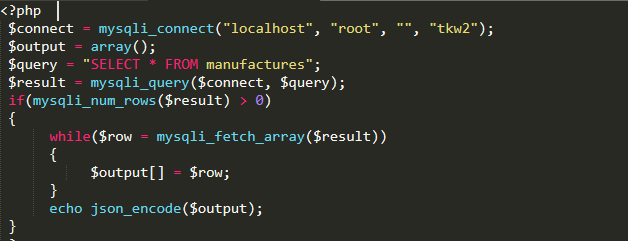 <?php
$connect = mysqli_connect("localhost", "root", "", "tkw2");
$output = array();
$query = "SELECT * FROM manufactures";
$result = mysqli_query($connect, $query);
if(mysqli_num_rows($result) > 0)
{
while($row = mysqli_fetch_array($result))
{
$output[] = $row;
}
echo json_encode($output);
}